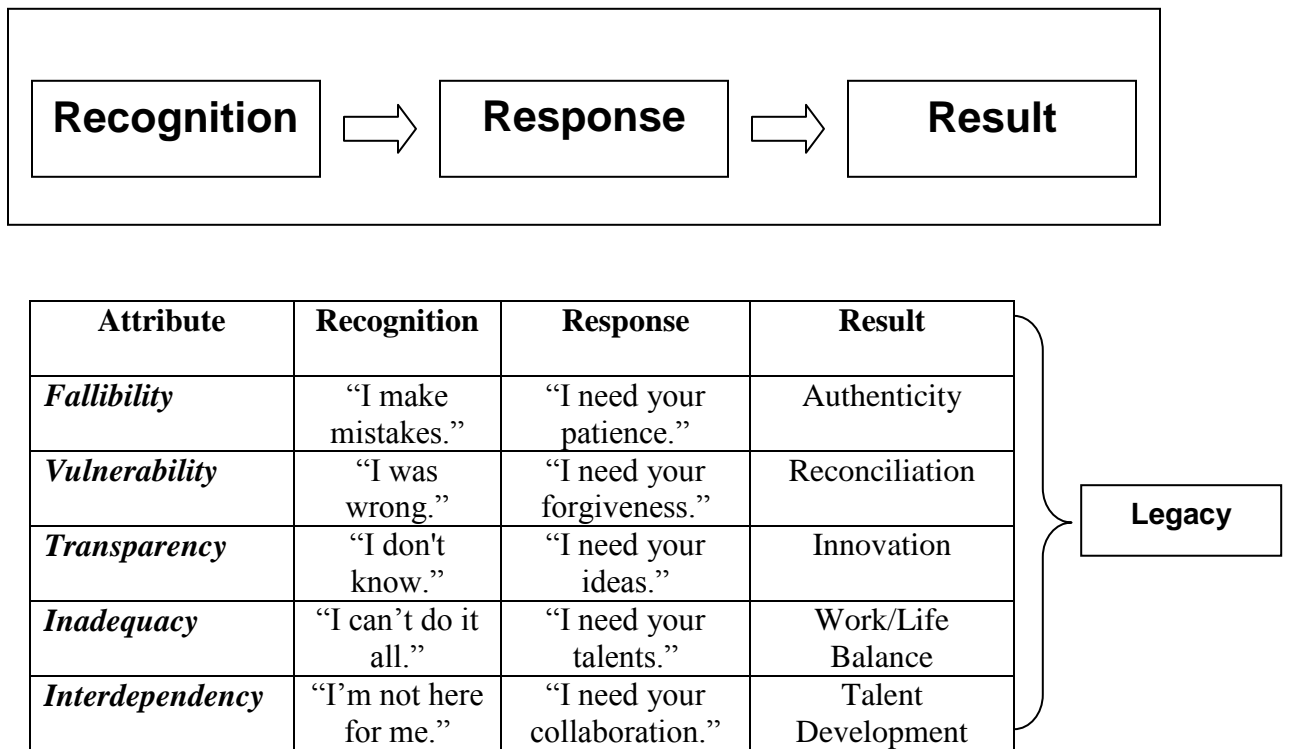 Recognition Response Result
Attribute Recognition Response Result
Fallibility “I make mistakes.” “I need your patience.” Authenticity
Vulnerability “I was wrong.” “I need your forgiveness.” Reconciliation
Transparency “I don't know.” “I need your ideas.” Innovation
Inadequacy “I can’t do it all.” “I need your talents.” Work/Life Balance
Interdependency “I’m not here for me.” “I need your collaboration.” Talent Development
Legacy